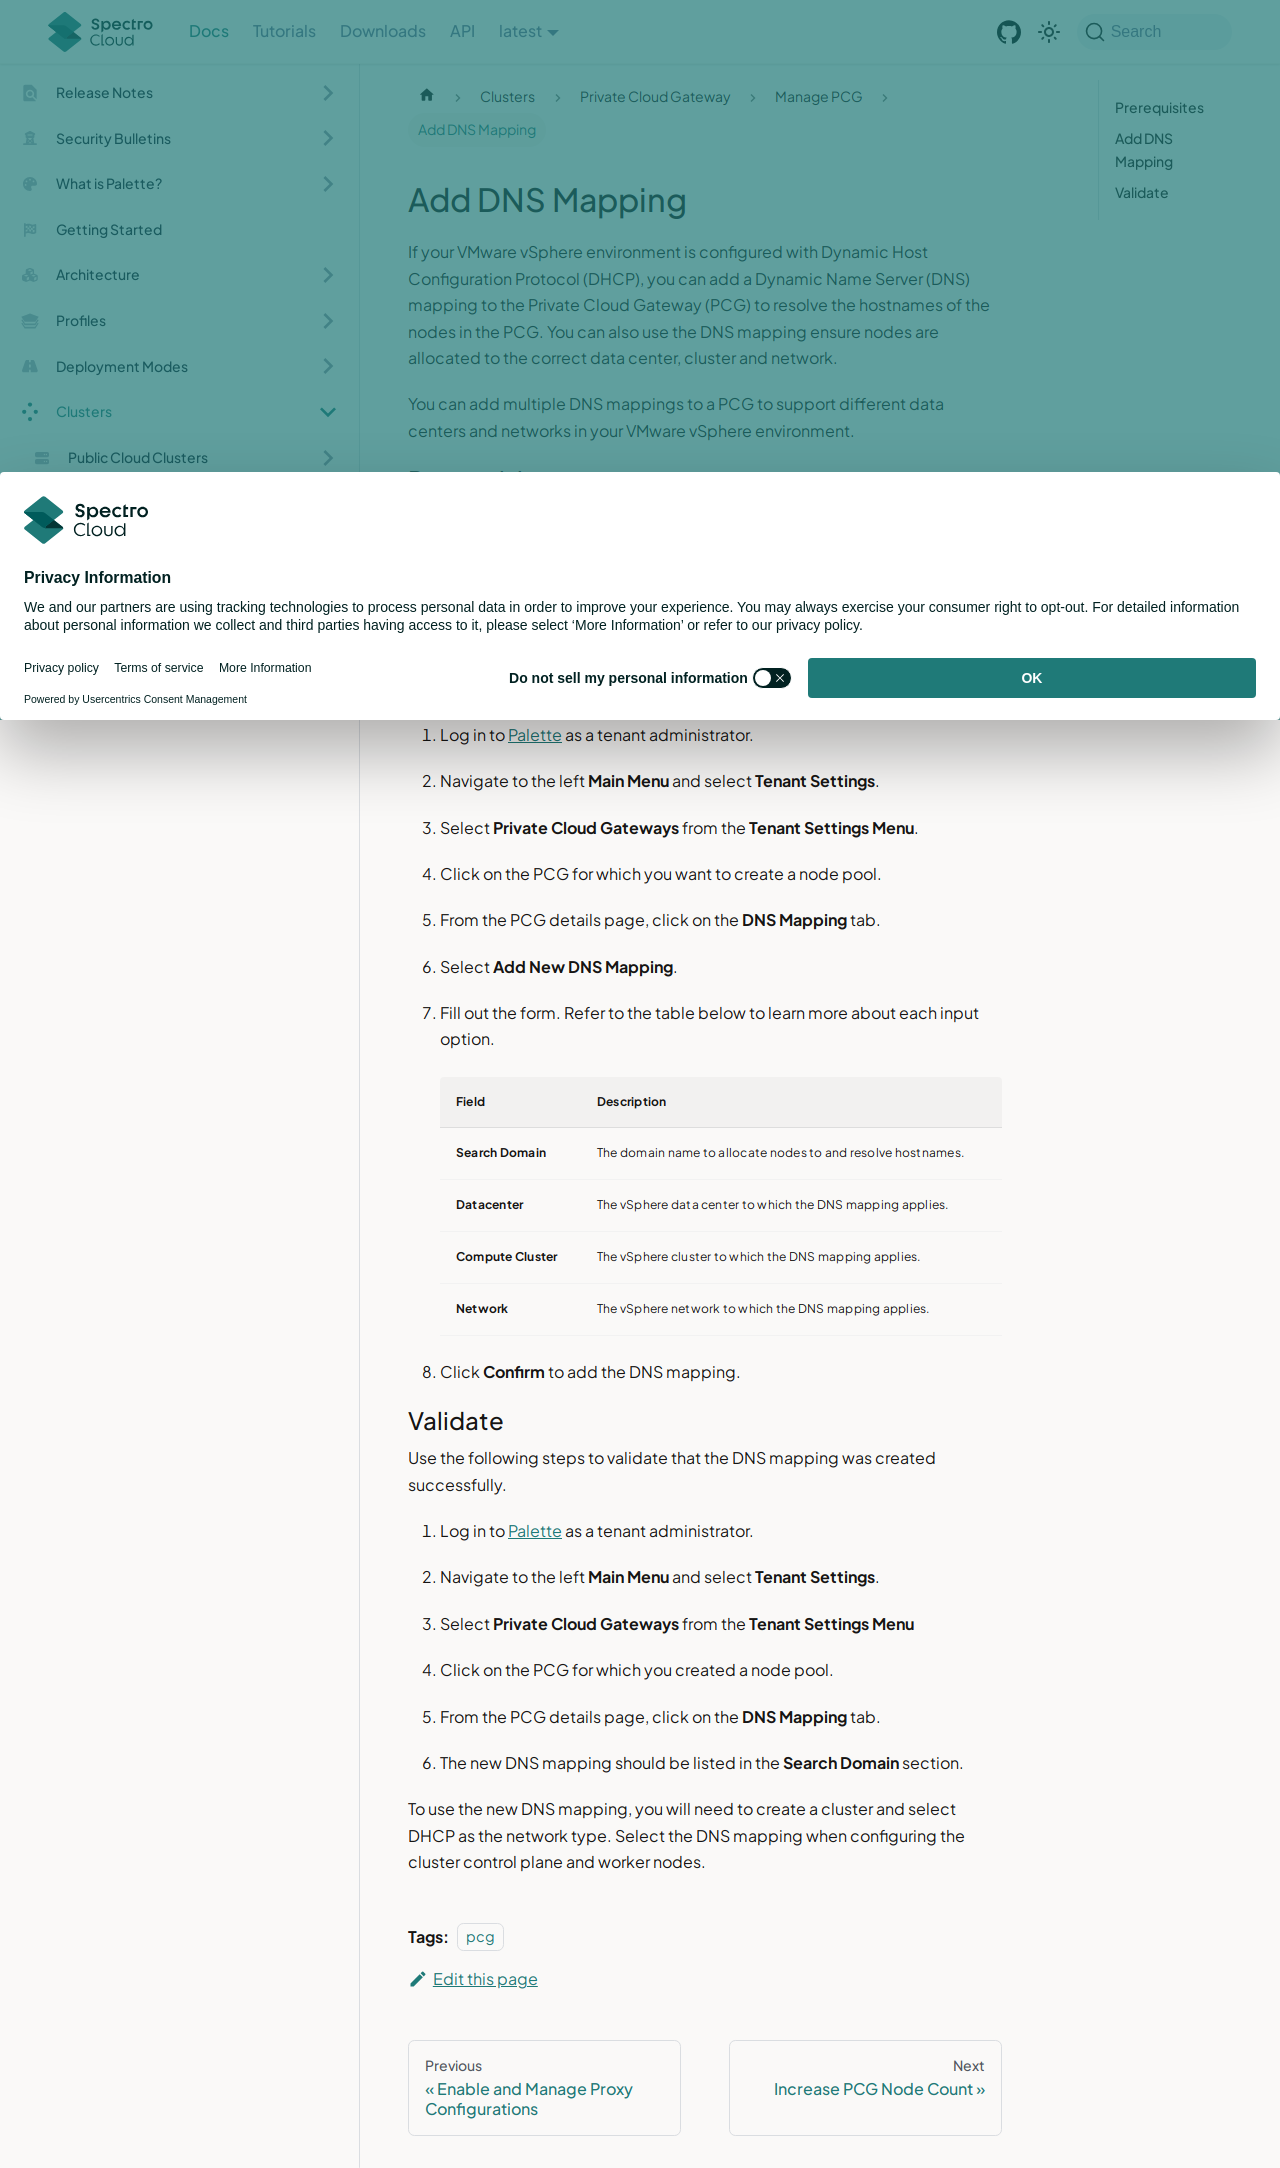 Spectro
Cloud
Docs
Tutorials
Downloads
API
latest
Search
Release Notes
Security Bulletins
What is Palette?
Getting Started
Architecture
Profiles
Deployment Modes
Clusters
Public Cloud Clusters
Clusters
Private Cloud Gateway
Manage PCG
Add DNS Mapping
Prerequisites
Add DNS
Mapping
Validate
Add DNS Mapping
If your VMware vSphere environment is configured with Dynamic Host
Configuration Protocol (DHCP), you can add a Dynamic Name Server (DNS)
mapping to the Private Cloud Gateway (PCG) to resolve the hostnames of the
nodes in the PCG. You can also use the DNS mapping ensure nodes are
allocated to the correct data center, cluster and network.
You can add multiple DNS mappings to a PCG to support different data
centers and networks in your VMware vSphere environment.
Spectro
Cloud
Privacy Information
We and our partners are using tracking technologies to process personal data in order to improve your experience. You may always exercise your consumer right to opt-out. For detailed information
about personal information we collect and third parties having access to it, please select ‘More Information’ or refer to our privacy policy.
Privacy policy
Terms of service
More Information
Do not sell my personal information
OK
Powered by Usercentrics Consent Management
1. Log in to Palette as a tenant administrator.
2. Navigate to the left Main Menu and select Tenant Settings.
3. Select Private Cloud Gateways from the Tenant Settings Menu.
4. Click on the PCG for which you want to create a node pool.
5. From the PCG details page, click on the DNS Mapping tab.
6. Select Add New DNS Mapping.
7. Fill out the form. Refer to the table below to learn more about each input
option.
Field Description
Search Domain The domain name to allocate nodes to and resolve hostnames.
Datacenter The vSphere data center to which the DNS mapping applies.
Compute Cluster The vSphere cluster to which the DNS mapping applies.
Network The vSphere network to which the DNS mapping applies.
8. Click Confirm to add the DNS mapping.
Validate
Use the following steps to validate that the DNS mapping was created
successfully.
1. Log in to Palette as a tenant administrator.
2. Navigate to the left Main Menu and select Tenant Settings.
3. Select Private Cloud Gateways from the Tenant Settings Menu
4. Click on the PCG for which you created a node pool.
5. From the PCG details page, click on the DNS Mapping tab.
6. The new DNS mapping should be listed in the Search Domain section.
To use the new DNS mapping, you will need to create a cluster and select
DHCP as the network type. Select the DNS mapping when configuring the
cluster control plane and worker nodes.
Tags: pcg
Edit this page
Previous
« Enable and Manage Proxy
Configurations
Next
Increase PCG Node Count »